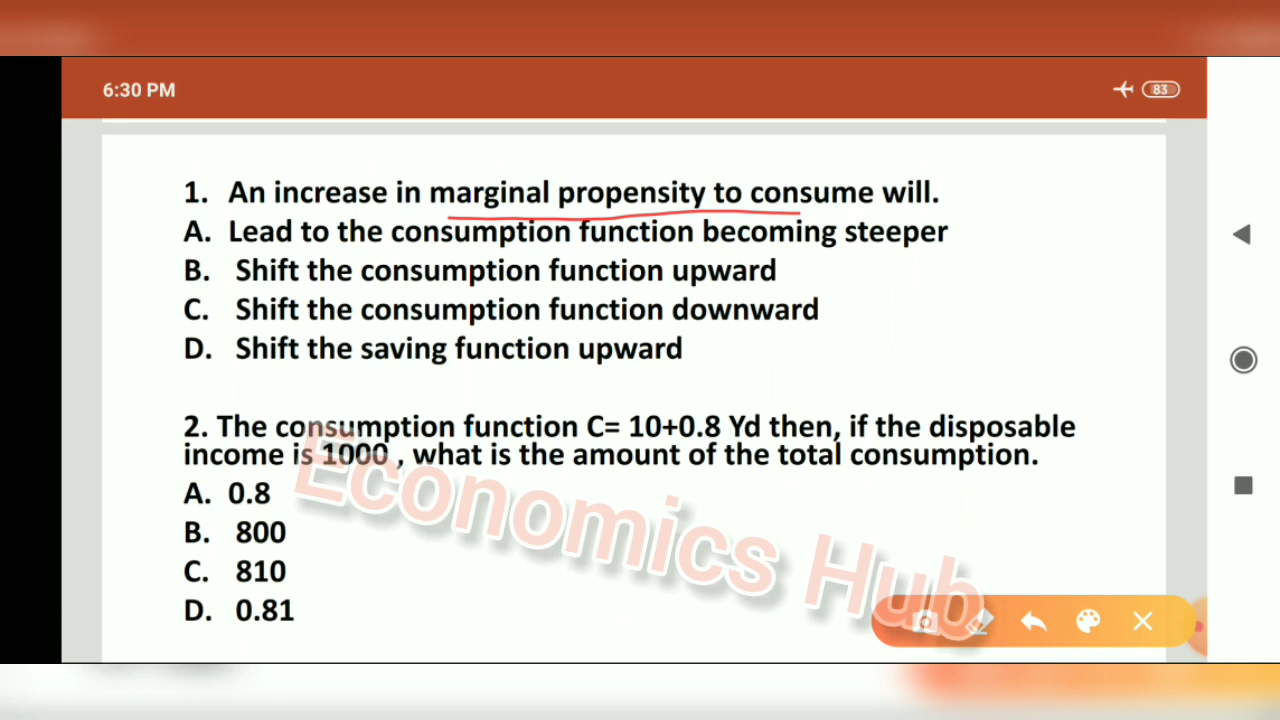 6:30 PM
83
1. An increase in marginal propensity to consume will.
A. Lead to the consumption function becoming steeper
B. Shift the consumption function upward
C. Shift the consumption function downward
D. Shift the saving function upward
2. The consumption function C= 10+0.8 Yd then, if the disposable
income is 1000 , what is the amount of the total consumption.
A. 0.8
B. 800
C. 810
D. 0.81
Economics Hub